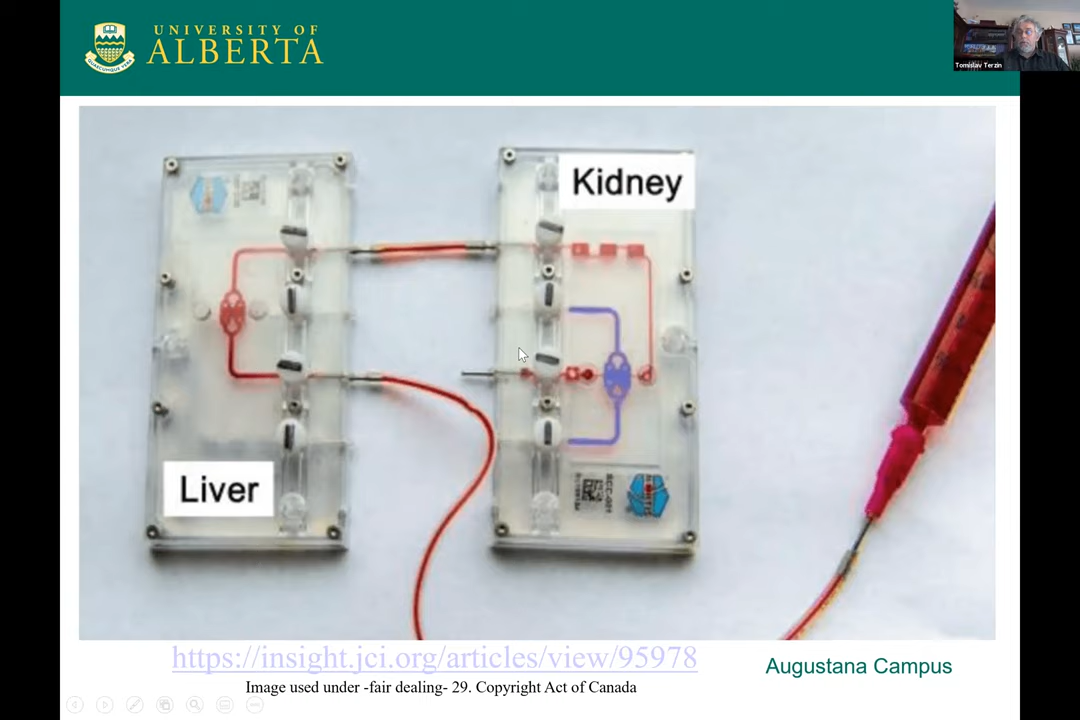 UNIVERSITY OF
ALBERTA
Tomislav Terzin
Kidney
Liver
https://insight.jci.org/articles/view/95978
Augustana Campus
Image used under -fair dealing- 29. Copyright Act of Canada